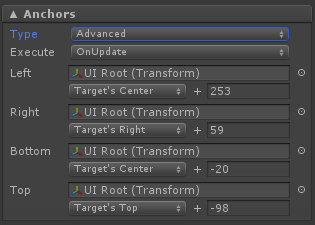 ▲ Anchors
Type Advanced
Execute OnUpdate
Left UI Root (Transform)
Target's Center + 253
Right UI Root (Transform)
Target's Right + 59
Bottom UI Root (Transform)
Target's Center + -20
Top UI Root (Transform)
Target's Top + -98